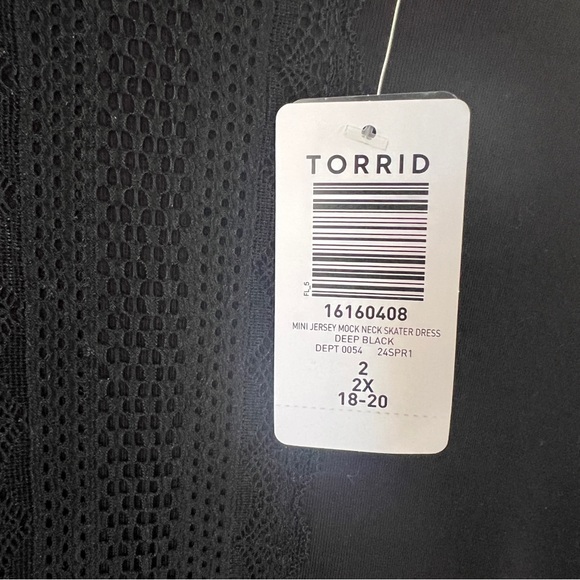 TORRID
FL_5
16160408
MINI JERSEY MOCK NECK SKATER DRESS
DEEP BLACK
DEPT 0054 24SPR1
2
2X
18-20